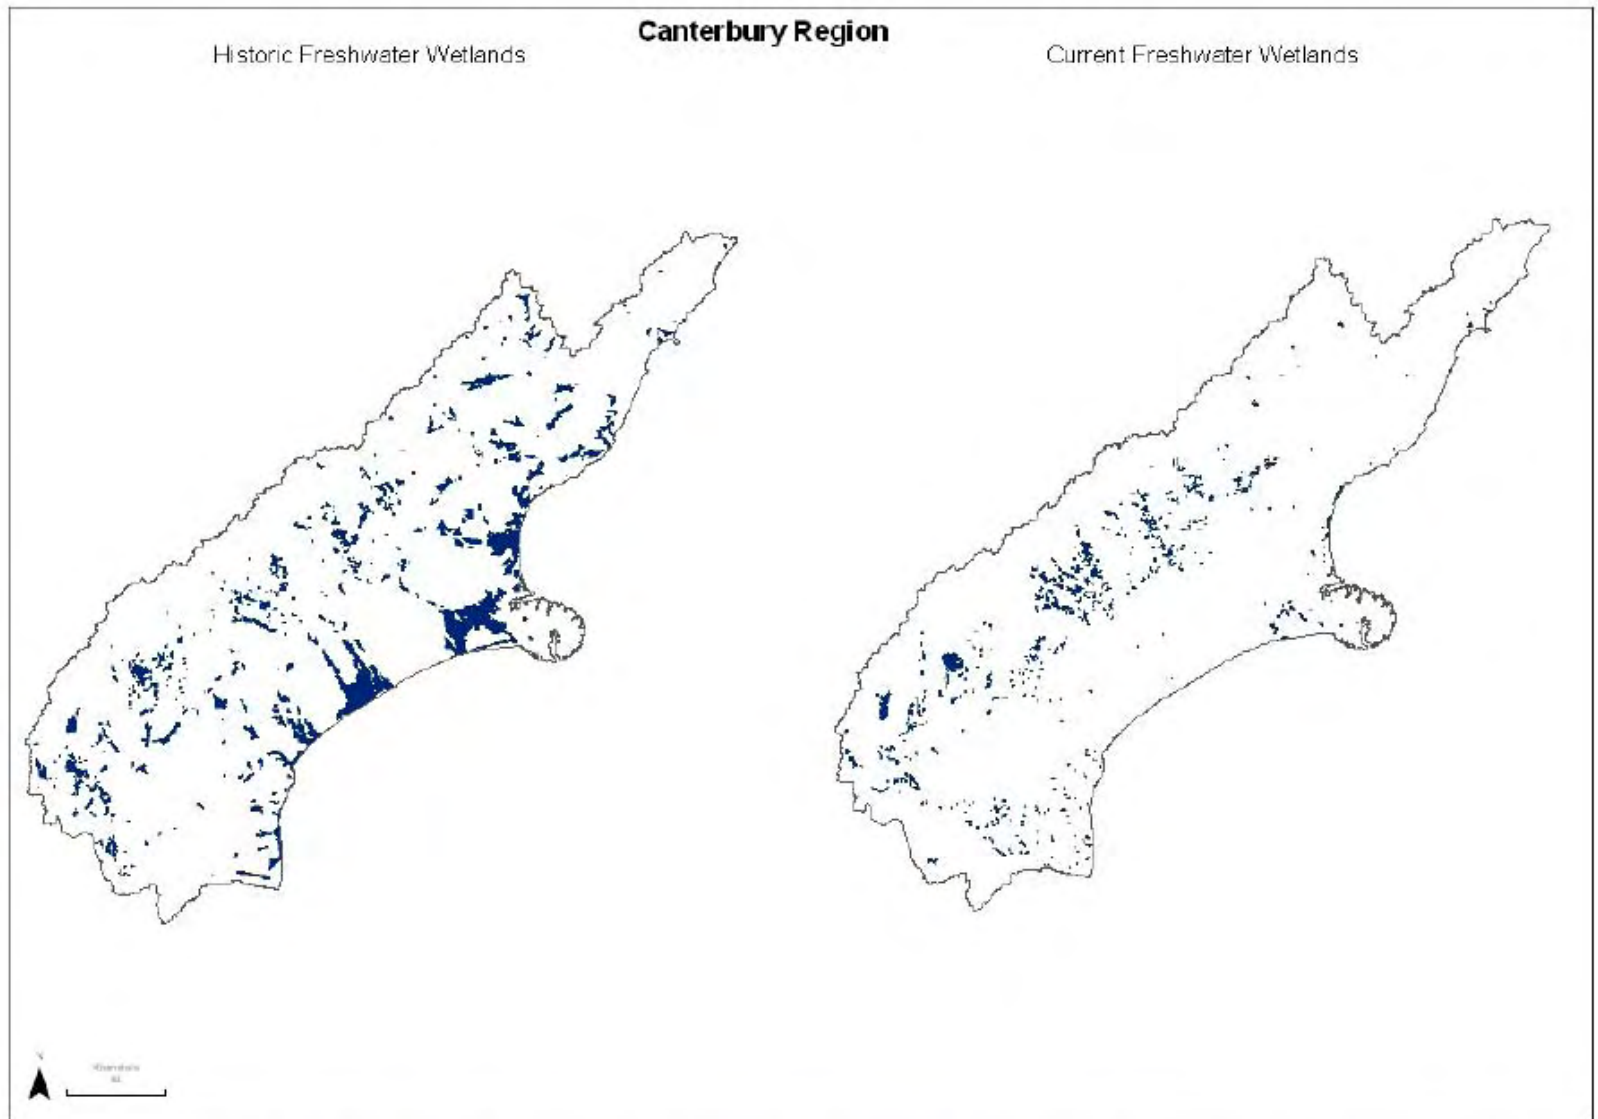 Canterbury Region
Historic Freshwater Wetlands
Current Freshwater Wetlands
N